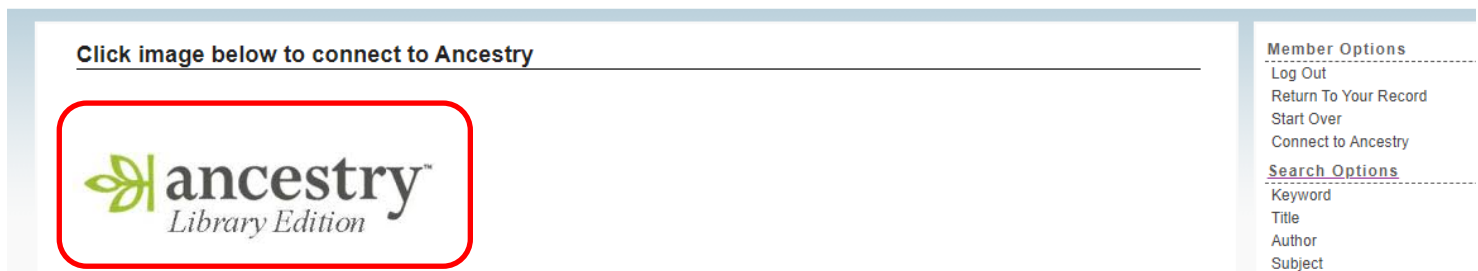 Click image below to connect to Ancestry
ancestry™
Library Edition
Member Options
Log Out
Return To Your Record
Start Over
Connect to Ancestry
Search Options
Keyword
Title
Author
Subject